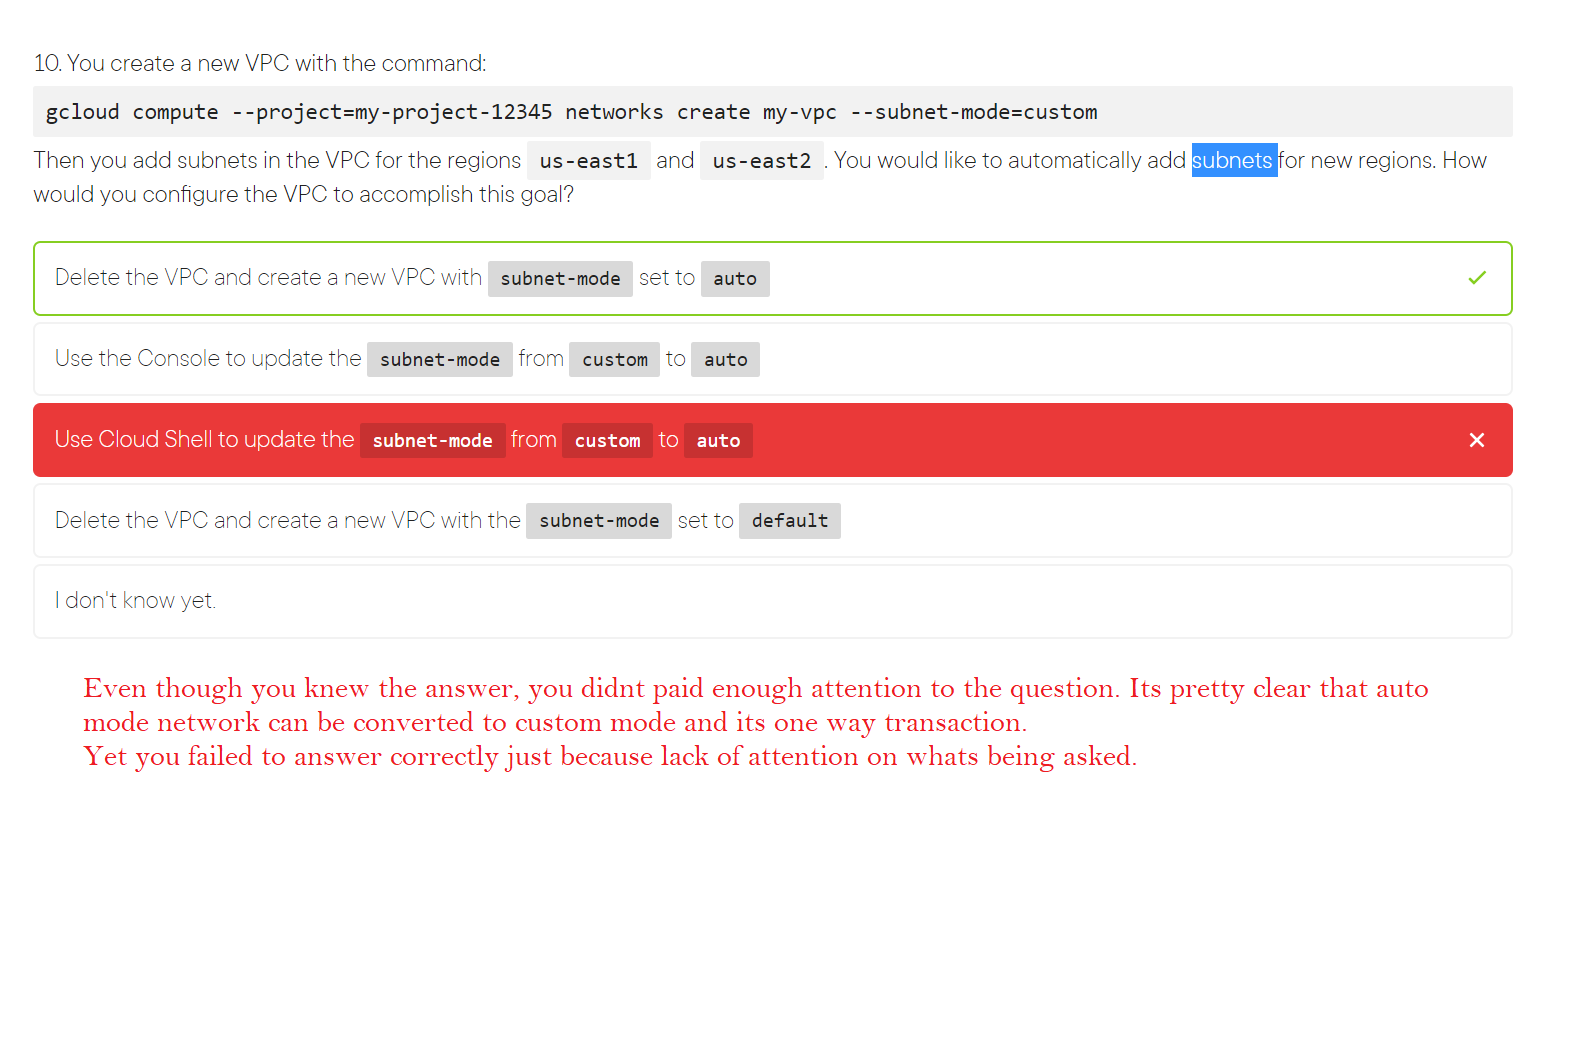 10. You create a new VPC with the command:
gcloud compute --project=my-project-12345 networks create my-vpc --subnet-mode=custom
Then you add subnets in the VPC for the regions us-east1 and us-east2 . You would like to automatically add subnets for new regions. How
would you configure the VPC to accomplish this goal?
Delete the VPC and create a new VPC with subnet-mode set to auto
Use the Console to update the subnet-mode from custom to auto
Use Cloud Shell to update the subnet-mode from custom to auto
Delete the VPC and create a new VPC with the subnet-mode set to default
I don't know yet.
Even though you knew the answer, you didnt paid enough attention to the question. Its pretty clear that auto
mode network can be converted to custom mode and its one way transaction.
Yet you failed to answer correctly just because lack of attention on whats being asked.